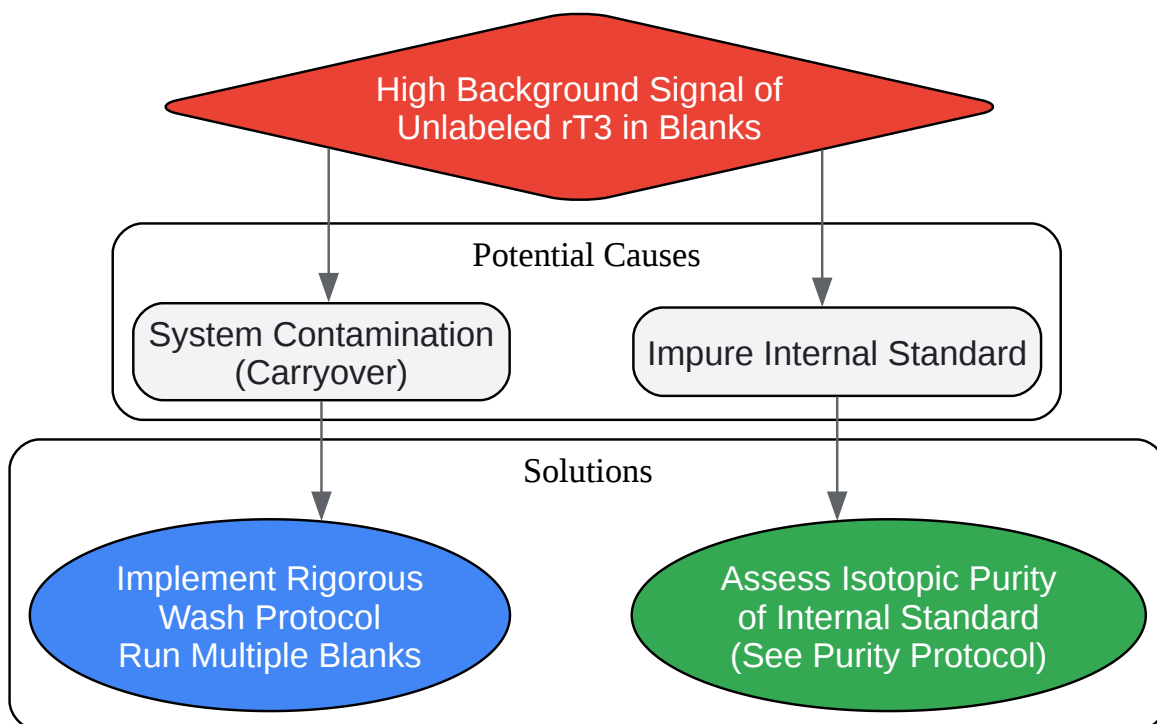 High Background Signal of
Unlabeled rT3 in Blanks
Potential Causes
System Contamination
(Carryover)
Impure Internal Standard
Solutions
Implement Rigorous
Wash Protocol
Run Multiple Blanks
Assess Isotopic Purity
of Internal Standard
(See Purity Protocol)